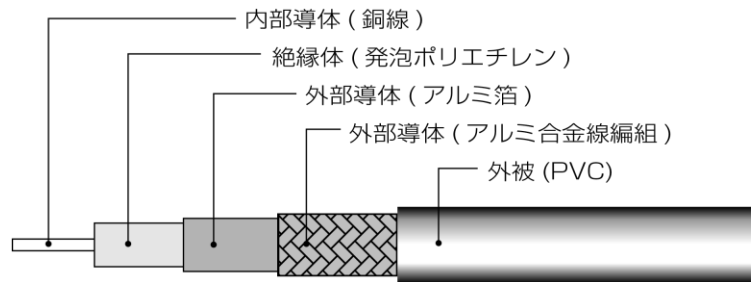 内部導体 ( 銅線 )
絶縁体 ( 発泡ポリエチレン )
外部導体 ( アルミ箔 )
外部導体 ( アルミ合金線編組 )
外被 (PVC)